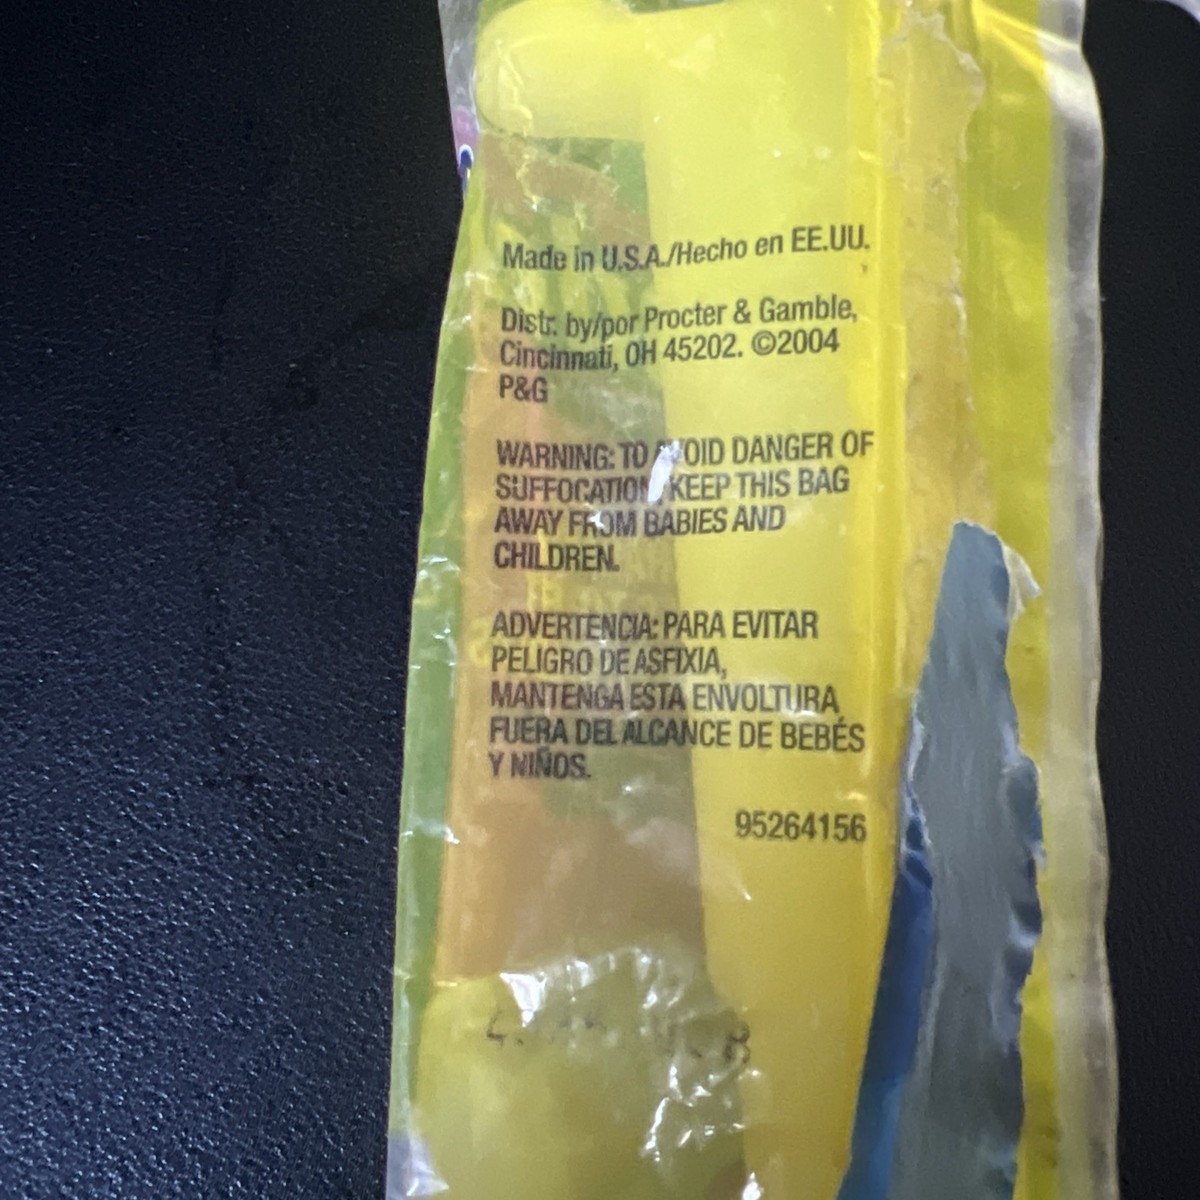 Made in U.S.A./Hecho en EE.UU.
Distr. by/por Procter & Gamble,
Cincinnati, OH 45202. ©2004
P&G
WARNING: TO AVOID DANGER OF
SUFFOCATION KEEP THIS BAG
AWAY FROM BABIES AND
CHILDREN.
ADVERTENCIA: PARA EVITAR
PELIGRO DE ASFIXIA,
MANTENGA ESTA ENVOLTURA
FUERA DEL ALCANCE DE BEBÉS
Y NIÑOS.
95264156